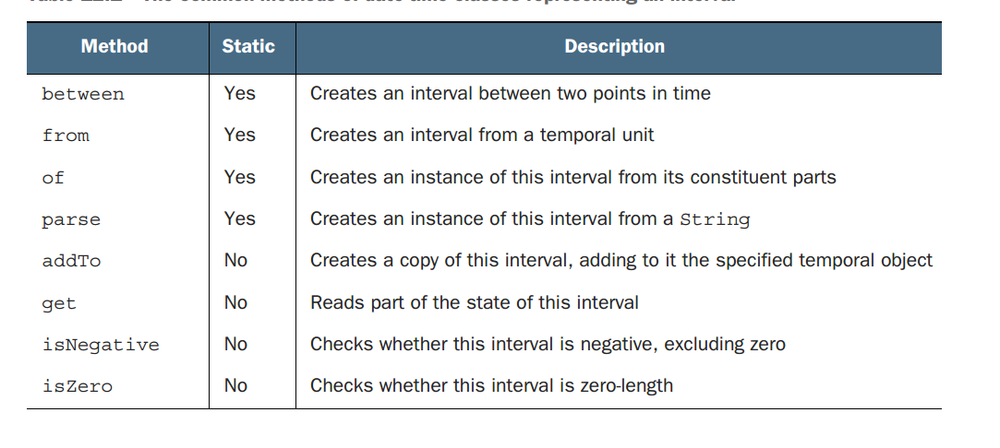 Table 12.2 The common methods of date-time classes representing an interval
Method Static Description
between Yes Creates an interval between two points in time
from Yes Creates an interval from a temporal unit
of Yes Creates an instance of this interval from its constituent parts
parse Yes Creates an instance of this interval from a String
addTo No Creates a copy of this interval, adding to it the specified temporal object
get No Reads part of the state of this interval
isNegative No Checks whether this interval is negative, excluding zero
isZero No Checks whether this interval is zero-length